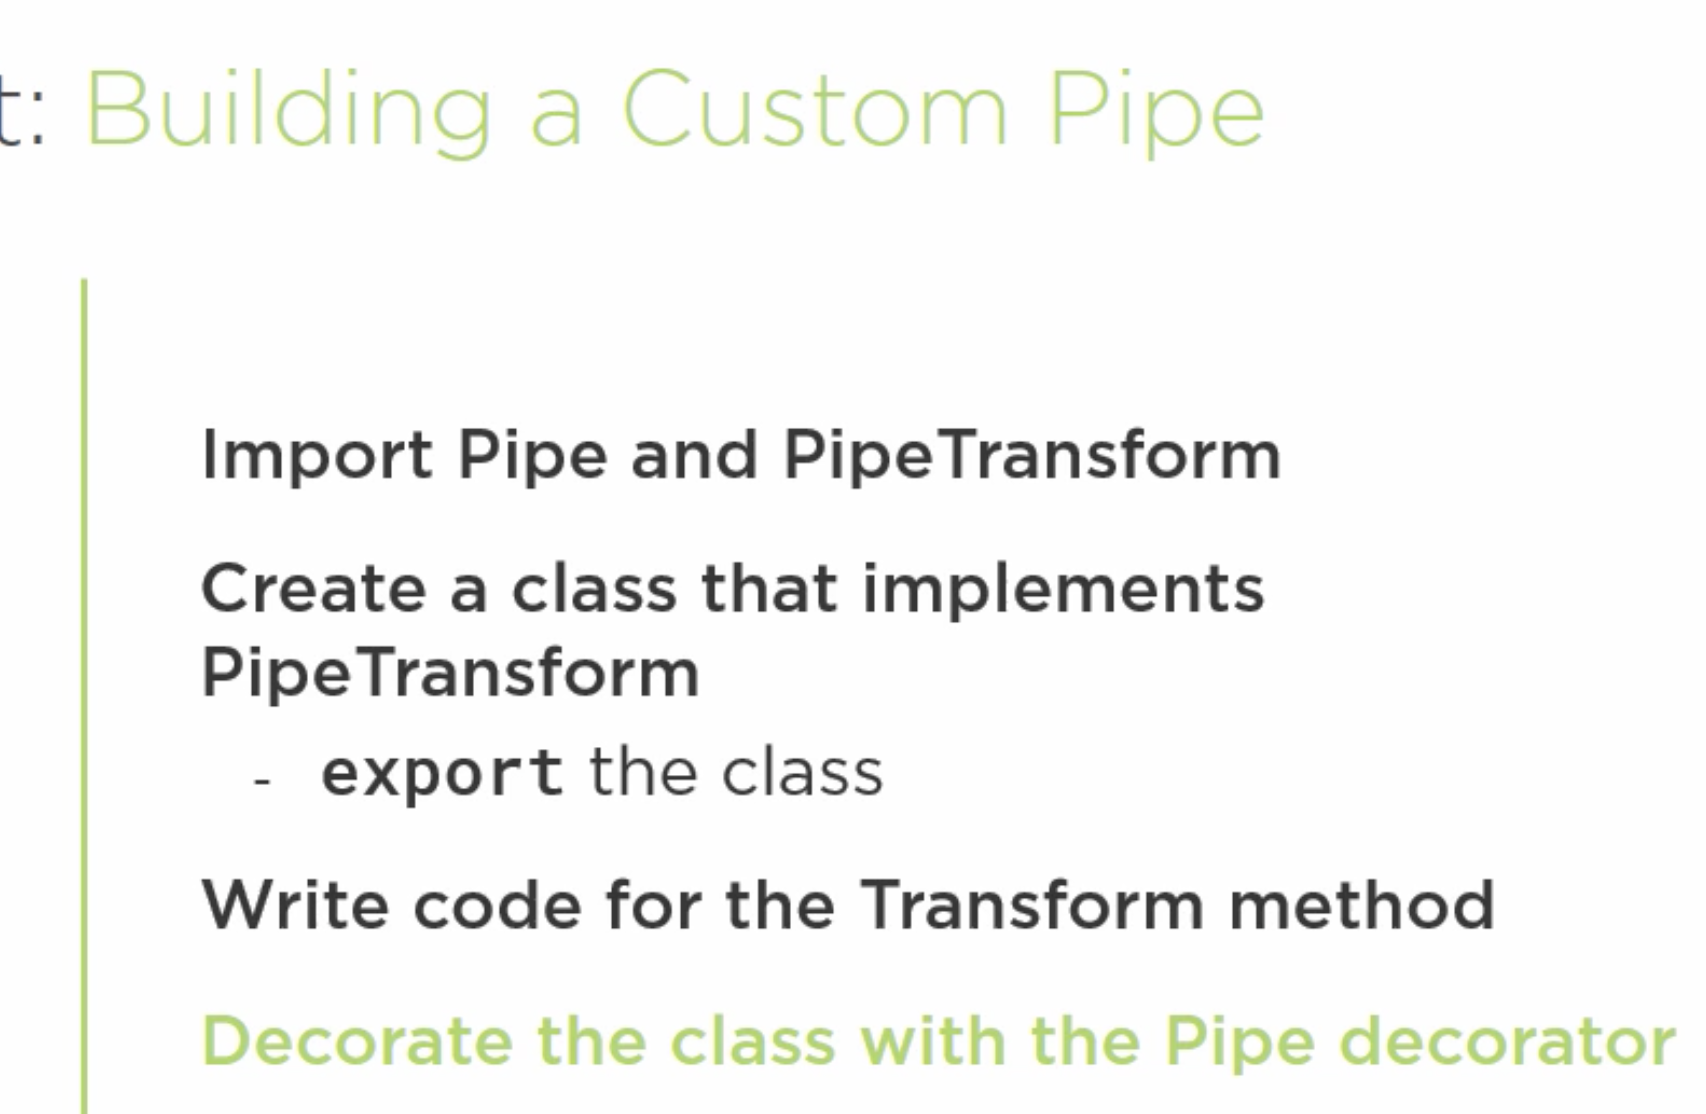 t: Building a Custom Pipe
Import Pipe and PipeTransform
Create a class that implements
PipeTransform
- export the class
Write code for the Transform method
Decorate the class with the Pipe decorator